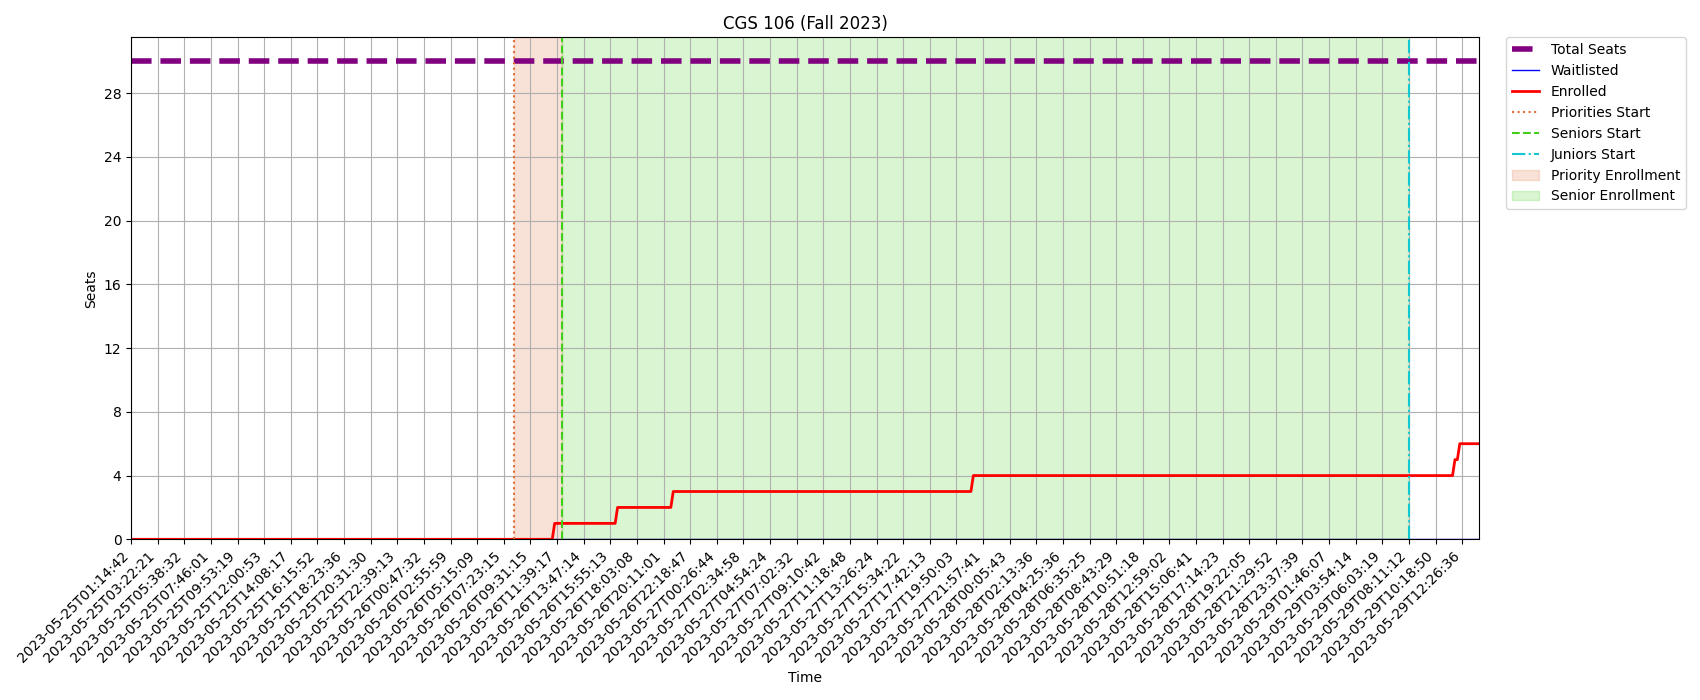 CGS 106 (Fall 2023)
Total Seats
Waitlisted
Enrolled
Priorities Start
Seniors Start
Juniors Start
Priority Enrollment
Senior Enrollment
Seats
28
24
20
16
12
8
4
0
2023-05-25T01:14:42
2023-05-25T03:22:21
2023-05-25T05:38:32
2023-05-25T07:46:01
2023-05-25T09:53:19
2023-05-25T12:00:53
2023-05-25T14:08:17
2023-05-25T16:15:52
2023-05-25T18:23:36
2023-05-25T20:31:30
2023-05-25T22:39:13
2023-05-26T00:47:32
2023-05-26T02:55:59
2023-05-26T05:15:09
2023-05-26T07:23:15
2023-05-26T09:31:15
2023-05-26T11:39:17
2023-05-26T13:47:14
2023-05-26T15:55:13
2023-05-26T18:03:08
2023-05-26T20:11:01
2023-05-26T22:18:47
2023-05-27T00:26:44
2023-05-27T02:34:58
2023-05-27T04:54:24
2023-05-27T07:02:32
2023-05-27T09:10:42
2023-05-27T11:18:48
2023-05-27T13:26:24
2023-05-27T15:34:22
2023-05-27T17:42:13
2023-05-27T19:50:03
2023-05-27T21:57:41
2023-05-28T00:05:43
2023-05-28T02:13:36
2023-05-28T04:25:36
2023-05-28T06:35:25
2023-05-28T08:43:29
2023-05-28T10:51:18
2023-05-28T12:59:02
2023-05-28T15:06:41
2023-05-28T17:14:23
2023-05-28T19:22:05
2023-05-28T21:29:52
2023-05-28T23:37:39
2023-05-29T01:46:07
2023-05-29T03:54:14
2023-05-29T06:03:19
2023-05-29T08:11:12
2023-05-29T10:18:50
2023-05-29T12:26:36
Time